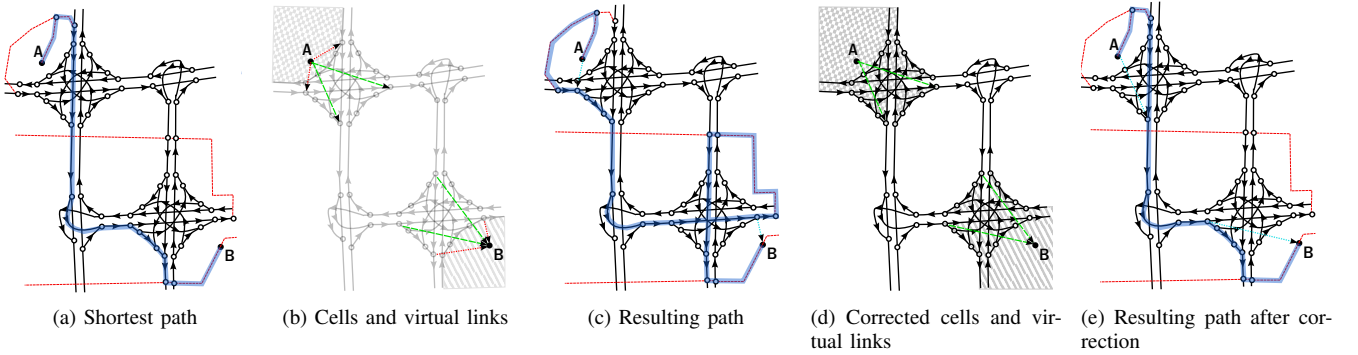 A
B
A
B
A
B
A
B
A
B
(a) Shortest path
(b) Cells and virtual links
(c) Resulting path
(d) Corrected cells and vir-
tual links
(e) Resulting path after cor-
rection